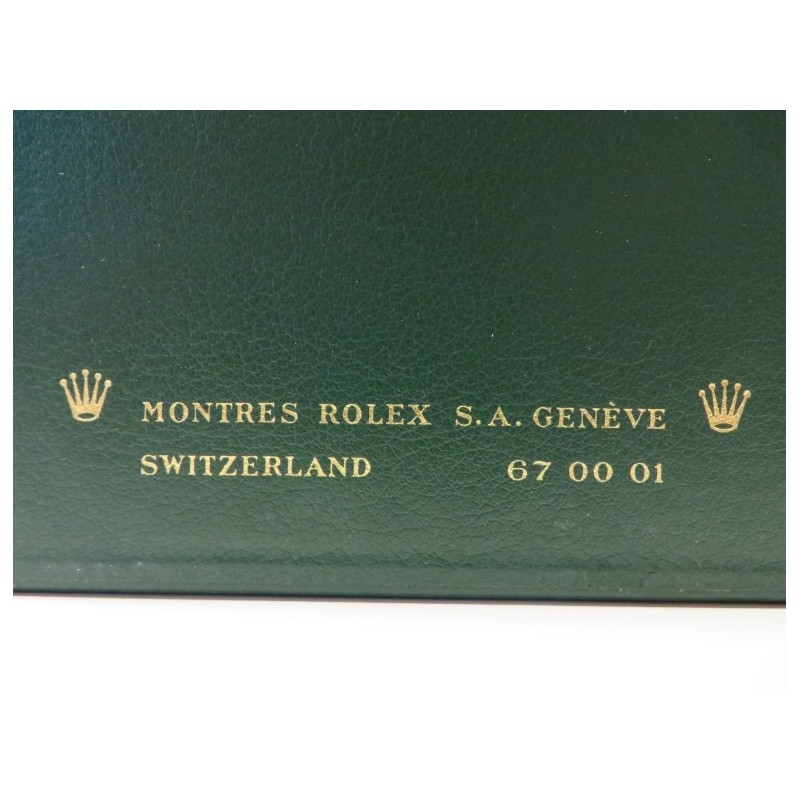 MONTRES ROLEX S.A. GENÈVE
SWITZERLAND 67 00 01